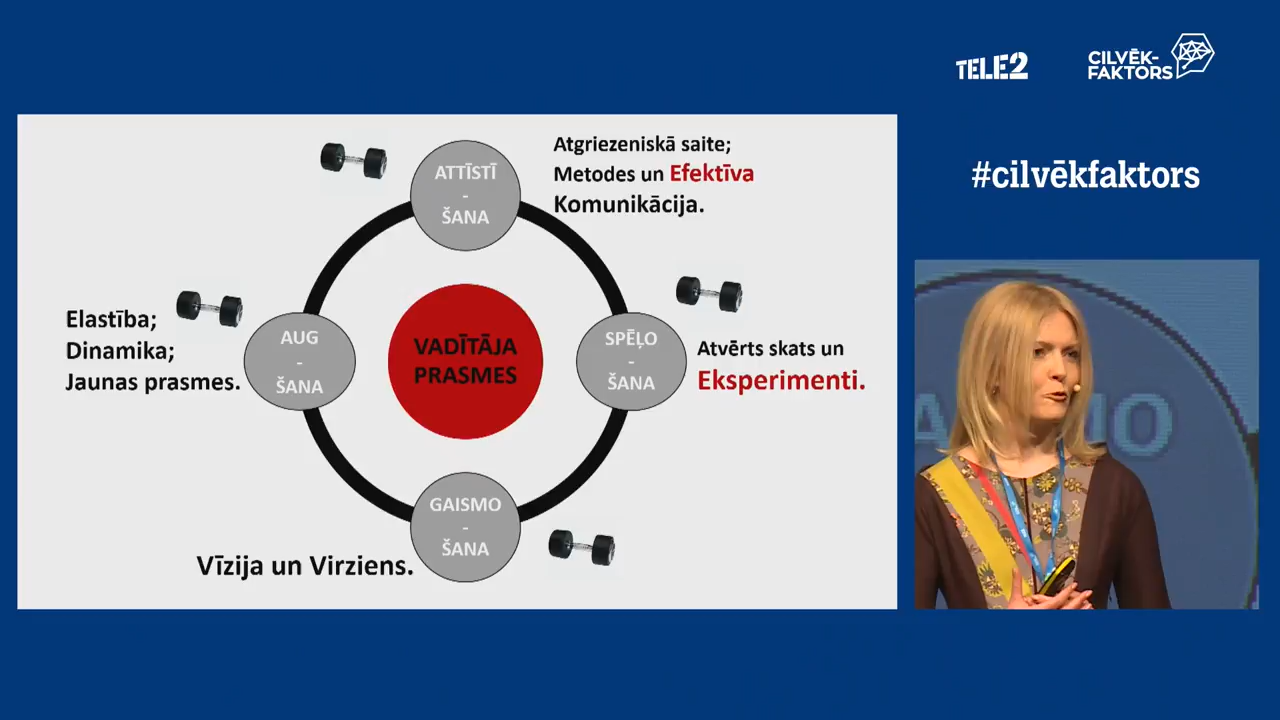 TELE2
CILVĒK-
FAKTORS
#cilvēkfaktors
ATTĪSTĪ
-
ŠANA
Atgriezeniskā saite;
Metodes un Efektīva
Komunikācija.
Elastība;
Dinamika;
Jaunas prasmes.
AUG
-
ŠANA
VADĪTĀJA
PRASMES
SPĒĻO
-
ŠANA
Atvērts skats un
Eksperimenti.
GAISMO
-
ŠANA
Vīzija un Virziens.